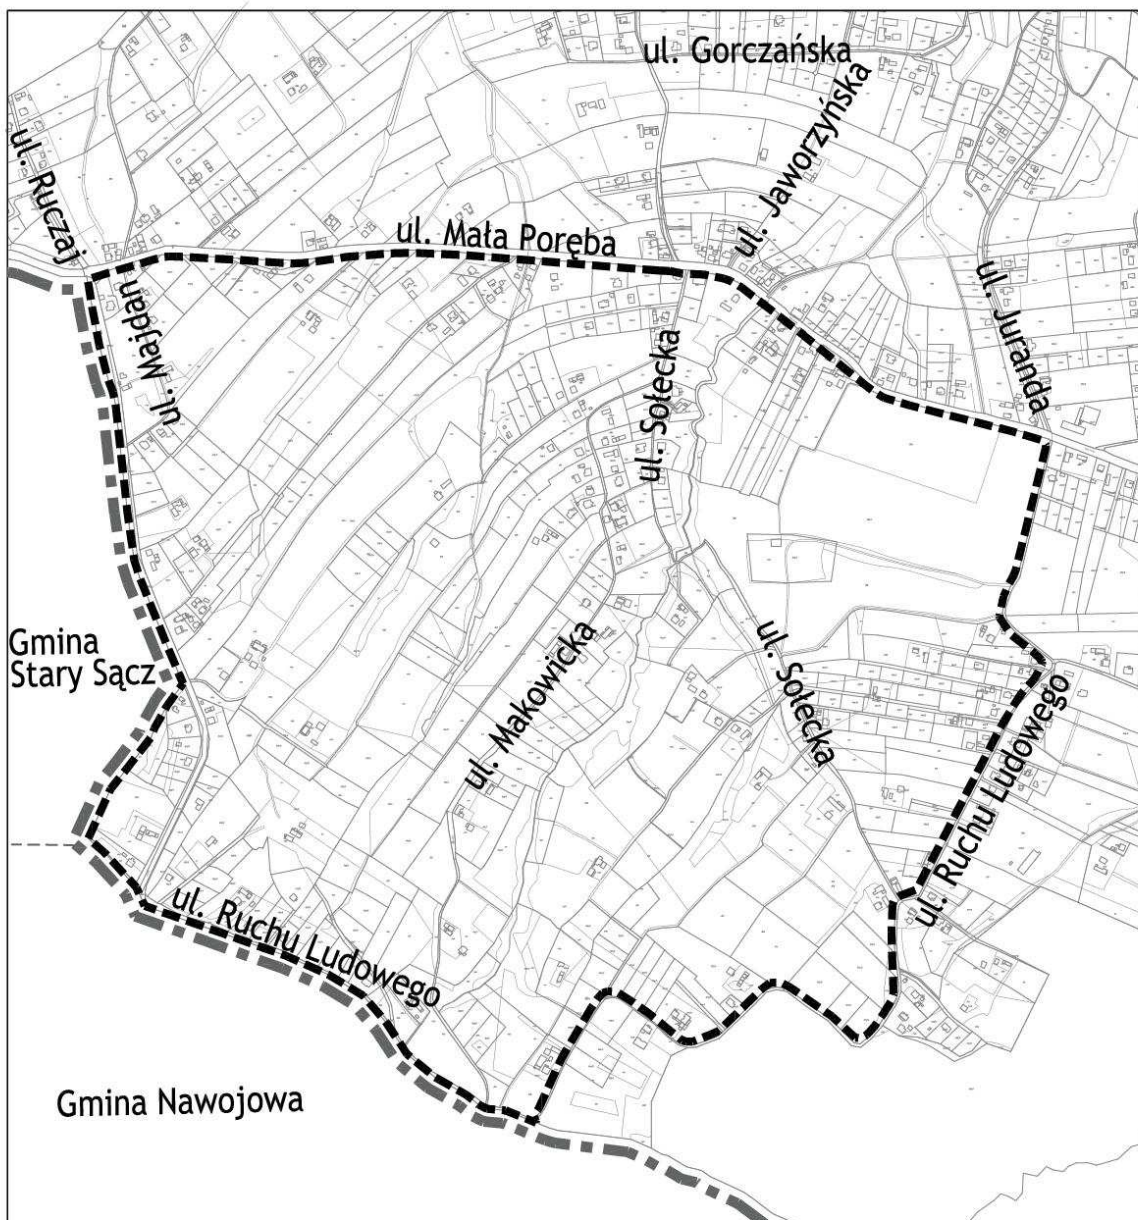 ul. Gorczańska
ul. Jaworzyńska
ul. Ruczaj
ul. Mała Poręba
ul. Majdan
ul. Juranda
ul. Sołecka
Gmina
Stary Sącz
ul. Makowicka
ul. Sołecka
ul. Ruchu Ludowego
ul. Ruchu Ludowego
Gmina Nawojowa